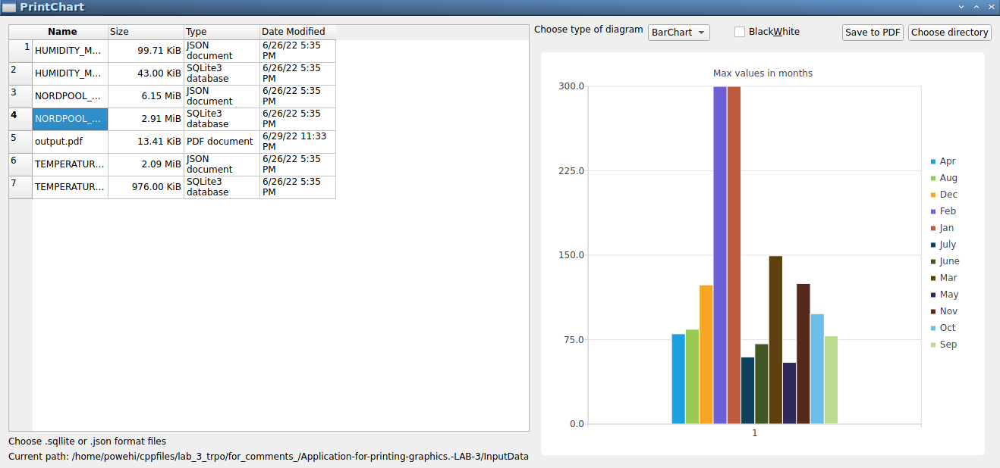 PrintChart
Name Size Type Date Modified
1 HUMIDITY_M... 99.71 KiB JSON document 6/26/22 5:35 PM
2 HUMIDITY_M... 43.00 KiB SQLite3 database 6/26/22 5:35 PM
3 NORDPOOL_... 6.15 MiB JSON document 6/26/22 5:35 PM
4 NORDPOOL_... 2.91 MiB SQLite3 database 6/26/22 5:35 PM
5 output.pdf 13.41 KiB PDF document 6/29/22 11:33 PM
6 TEMPERATUR... 2.09 MiB JSON document 6/26/22 5:35 PM
7 TEMPERATUR... 976.00 KiB SQLite3 database 6/26/22 5:35 PM
Choose .sqllite or .json format files
Current path: /home/powehi/cppfiles/lab_3_trpo/for_comments_/Application-for-printing-graphics.-LAB-3/InputData
Choose type of diagram BarChart BlackWhite Save to PDF Choose directory
Max values in months
300.0
225.0
150.0
75.0
0.0
1
Apr
Aug
Dec
Feb
Jan
July
June
Mar
May
Nov
Oct
Sep